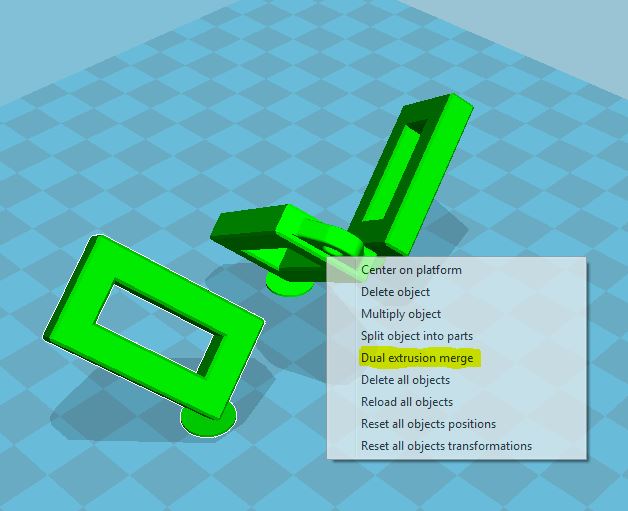 Center on platform
Delete object
Multiply object
Split object into parts
Dual extrusion merge
Delete all objects
Reload all objects
Reset all objects positions
Reset all objects transformations